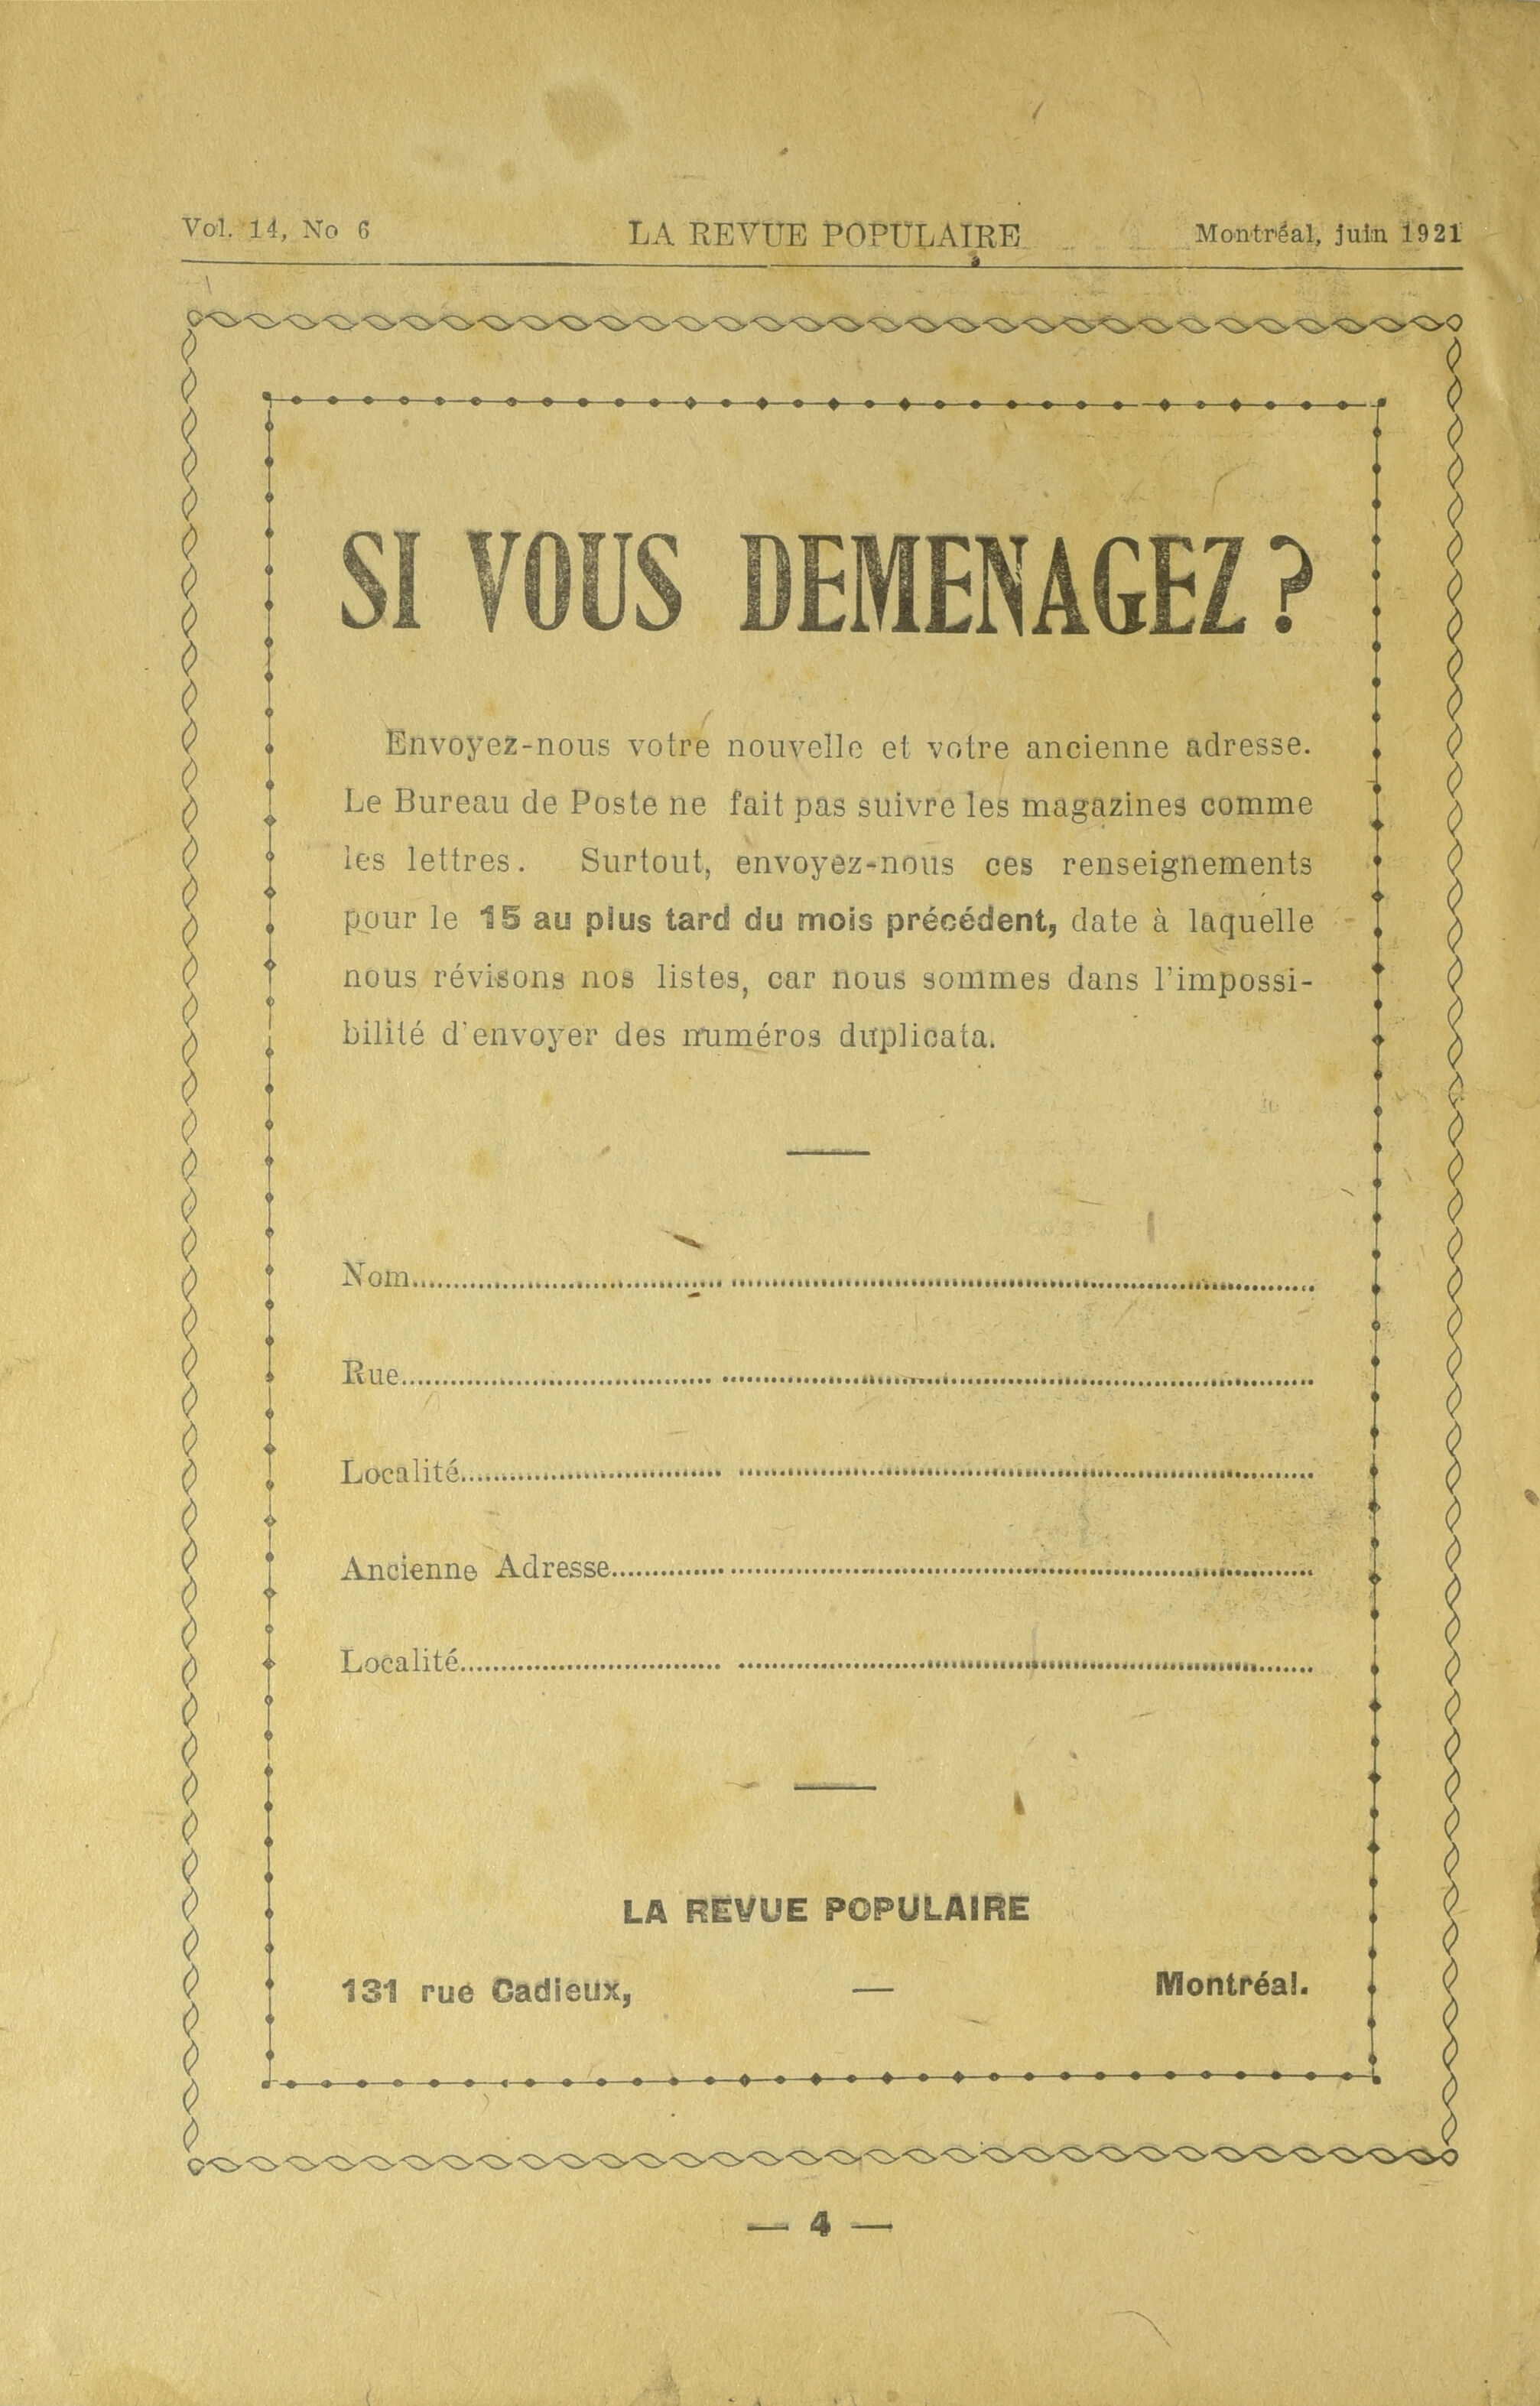 Vol. 14, No 6 LA REVUE POPULAIRE Montréal, juin 1921
SI VOUS DEMENAGEZ?
Envoyez-nous votre nouvelle et votre ancienne adresse.
Le Bureau de Poste ne fait pas suivre les magazines comme
les lettres. Surtout, envoyez-nous ces renseignements
pour le 15 au plus tard du mois précédent, date à laquelle
nous révisons nos listes, car nous sommes dans l'impossi-
bilité d'envoyer des numéros duplicata.
Nom
Rue
Localité
Ancienne Adresse
Localité
LA REVUE POPULAIRE
131 rue Cadieux, — Montréal.
— 4 —